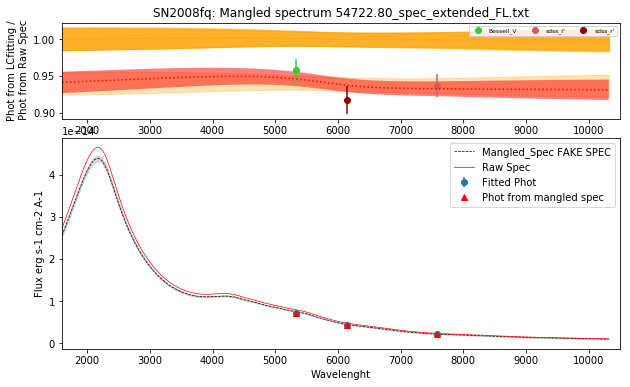 SN2008fq: Mangled spectrum 54722.80_spec_extended_FL.txt
Phot from LCfitting /
Phot from Raw Spec
1.00
0.95
0.90
Bessell_V
sdss_i'
sdss_r'
2000 3000 4000 5000 6000 7000 8000 9000 10000
1e−14
Flux erg s-1 cm-2 A-1
4
3
2
1
0
Mangled_Spec FAKE SPEC
Raw Spec
Fitted Phot
Phot from mangled spec
2000 3000 4000 5000 6000 7000 8000 9000 10000
Wavelenght